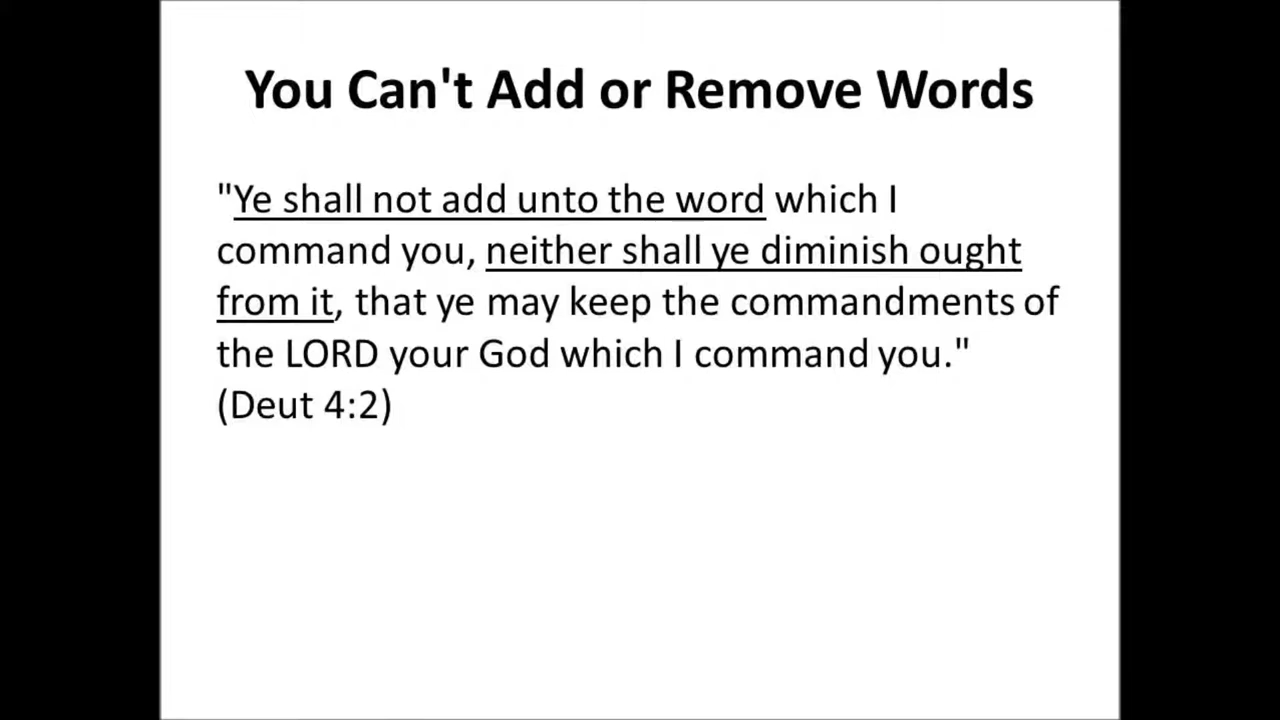 You Can't Add or Remove Words
"Ye shall not add unto the word which I
command you, neither shall ye diminish ought
from it, that ye may keep the commandments of
the LORD your God which I command you."
(Deut 4:2)